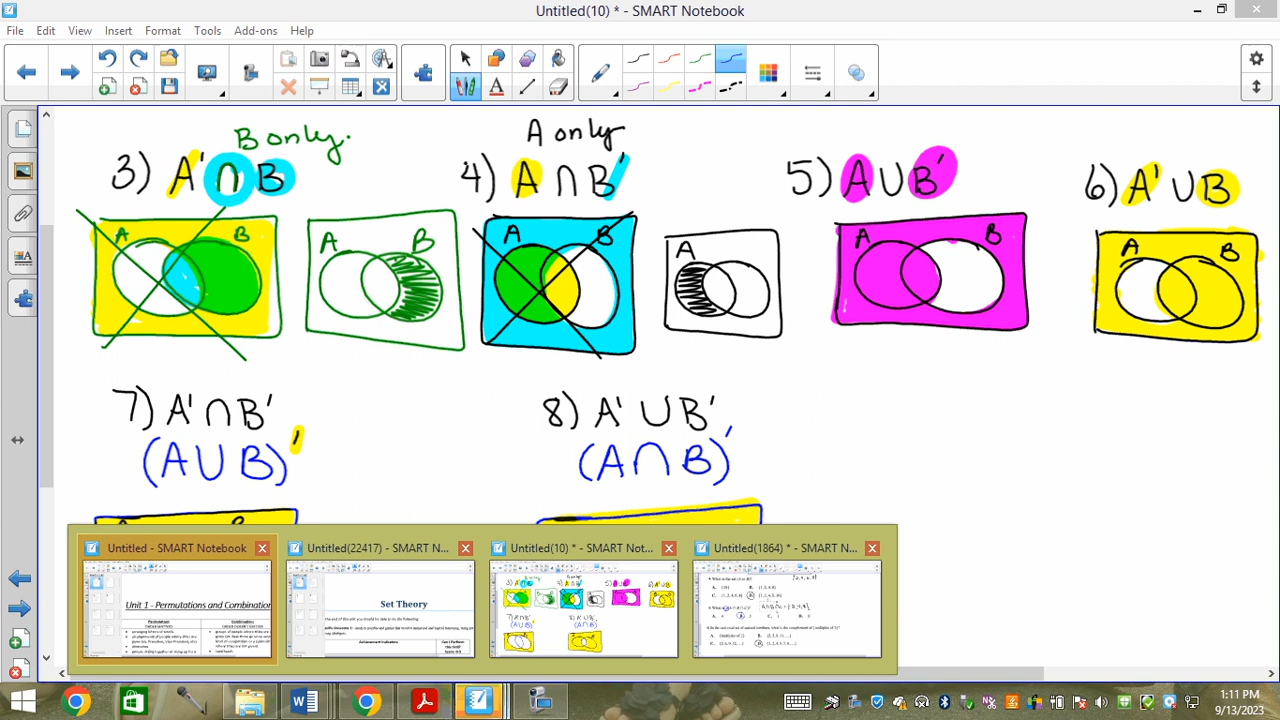 Untitled(10) * - SMART Notebook
File Edit View Insert Format Tools Add-ons Help
B only.
A only
3) A' ∩ B
4) A ∩ B'
5) A ∪ B'
6) A' ∪ B
A B
A B
A B
A
A B
A B
7) A' ∩ B'
(A ∪ B)'
8) A' ∪ B'
(A ∩ B)'
Untitled - SMART Notebook
Untitled(22417) - SMART N...
Untitled(10) * - SMART Not...
Untitled(1864) * - SMART N...
Unit 1 - Permutations and Combination
Set Theory
1:11 PM
9/13/2023